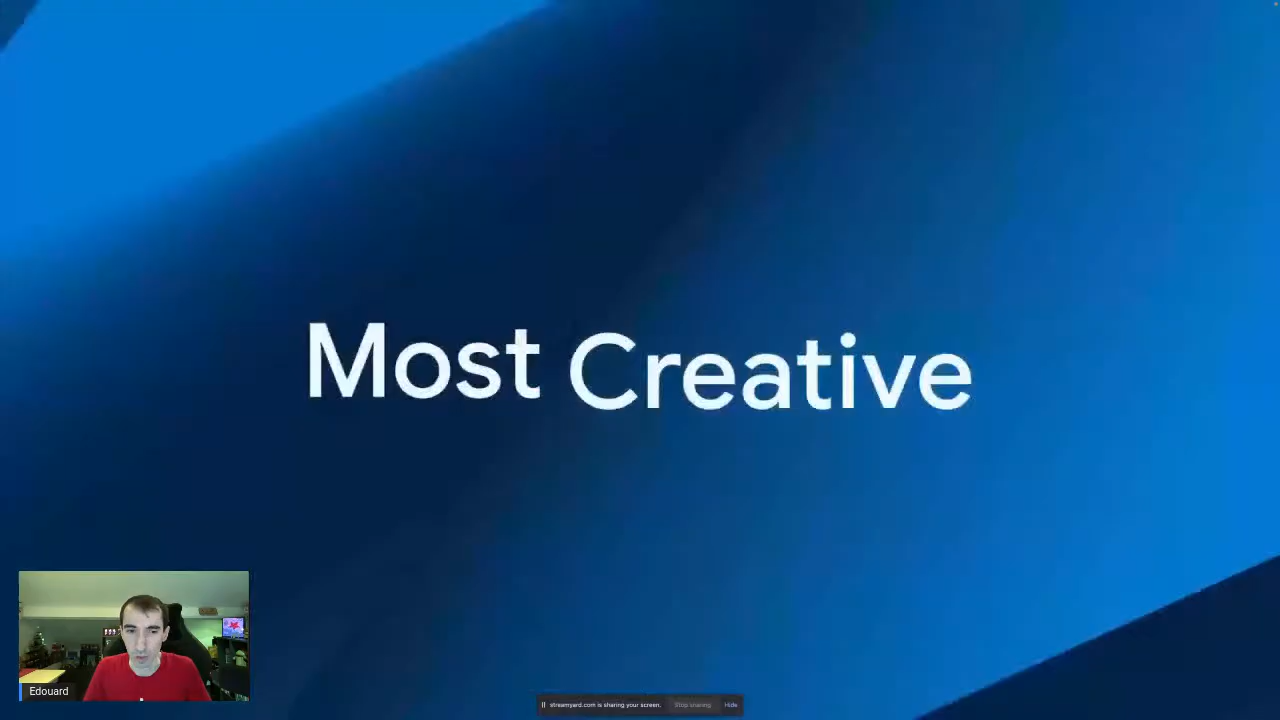 Most Creative
Edouard
streamyard.com is sharing your screen.
Stop sharing
Hide